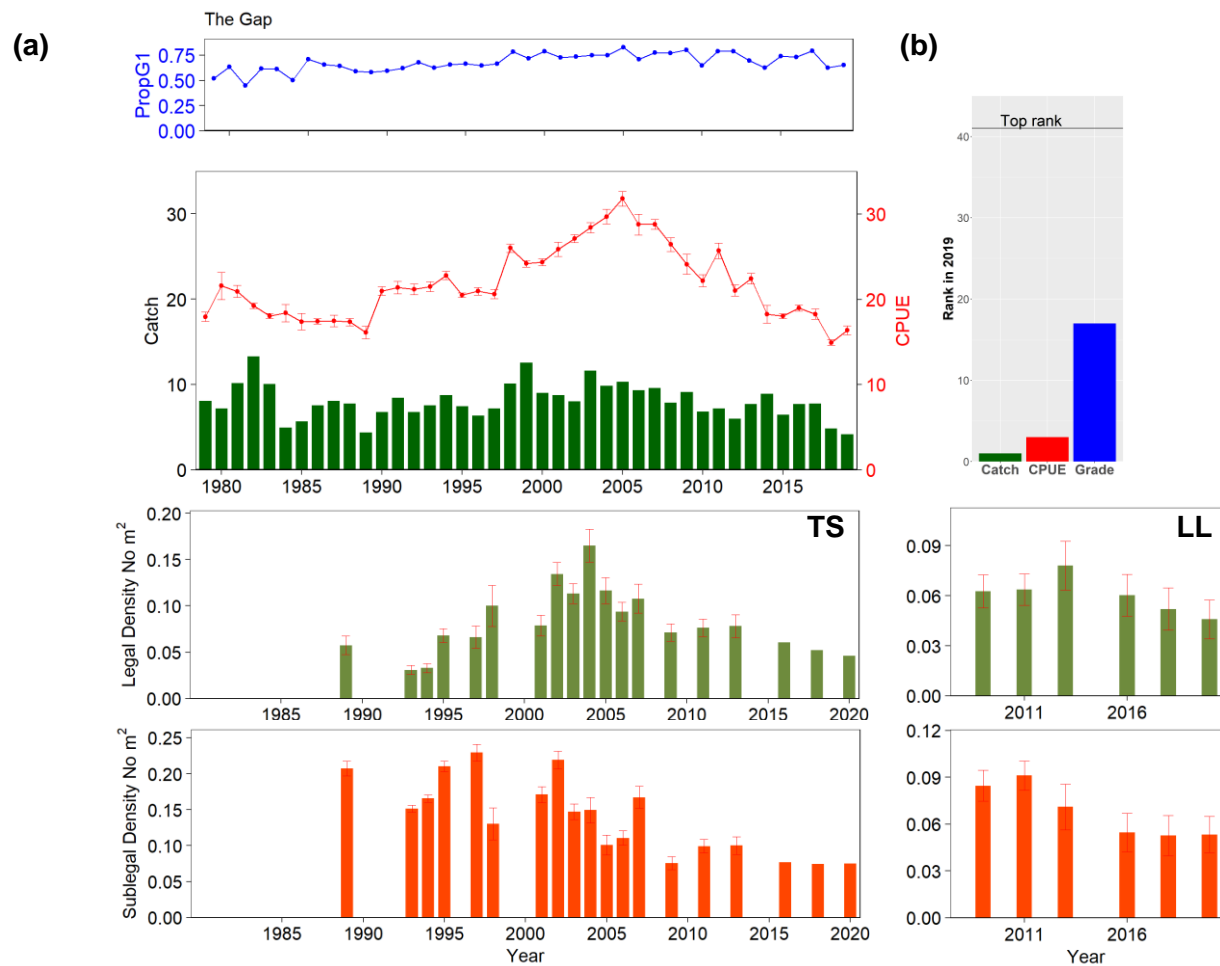 The Gap
(a)
0.75
0.50
0.25
0.00
PropG1
30
20
10
0
Catch
30
20
10
0
CPUE
1980 1985 1990 1995 2000 2005 2010 2015
(b)
Top rank
40
30
20
10
0
Rank in 2019
Catch CPUE Grade
TS
0.20
0.15
0.10
0.05
0.00
Legal Density No m²
1985 1990 1995 2000 2005 2010 2015 2020
LL
0.09
0.06
0.03
0.00
2011 2016
0.25
0.20
0.15
0.10
0.05
0.00
Sublegal Density No m²
1985 1990 1995 2000 2005 2010 2015 2020
Year
0.12
0.09
0.06
0.03
0.00
2011 2016
Year